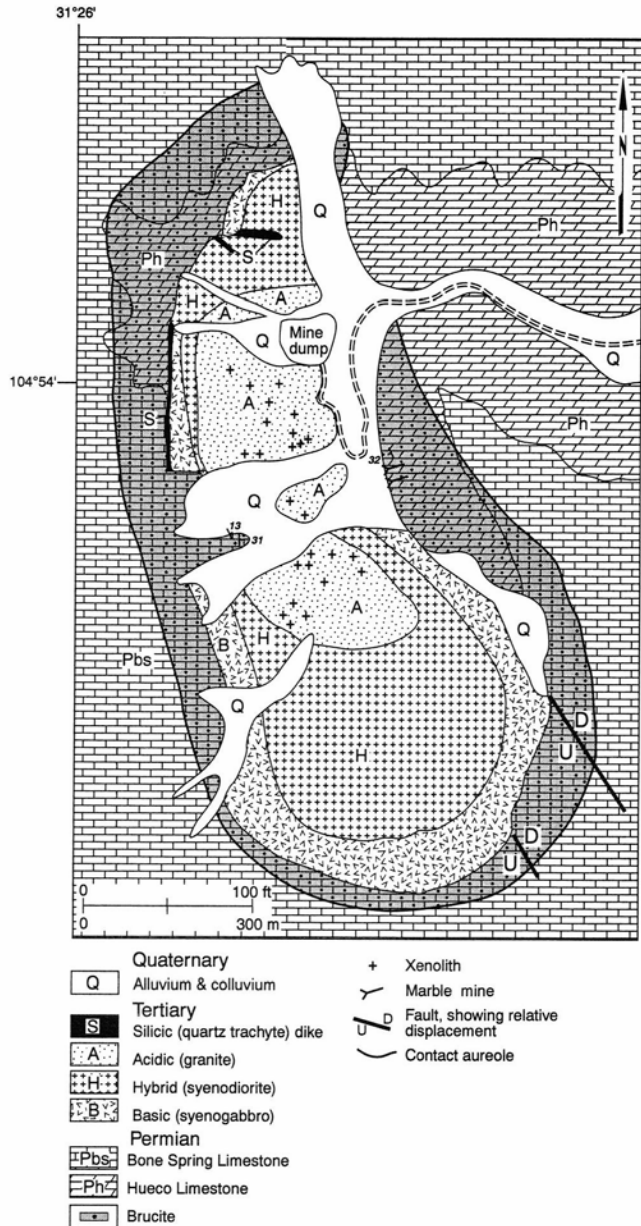 31°26'
N
H
Q
Ph
Ph
S
H
A
A
Q
Mine
dump
Q
104°54'
A
S
Ph
32
A
Q
13
31
A
Q
B
H
Pbs
Q
H
D
U
D
U
0 100 ft
0 300 m
Quaternary
Q Alluvium & colluvium
Tertiary
S Silicic (quartz trachyte) dike
A Acidic (granite)
H Hybrid (syenodiorite)
B Basic (syenogabbro)
Permian
Pbs Bone Spring Limestone
Ph Hueco Limestone
Brucite
Xenolith
Marble mine
D
U
Fault, showing relative
displacement
Contact aureole